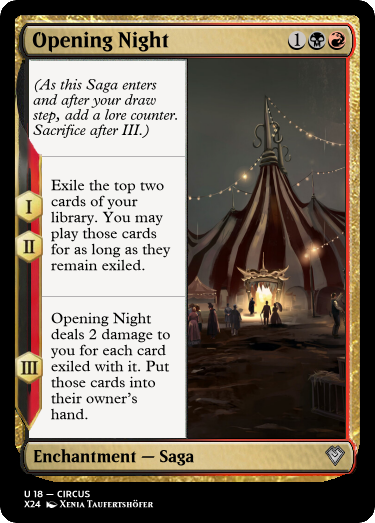 Opening Night
1
(As this Saga enters
and after your draw
step, add a lore counter.
Sacrifice after III.)
I
II
Exile the top two
cards of your
library. You may
play those cards
for as long as they
remain exiled.
III
Opening Night
deals 2 damage to
you for each card
exiled with it. Put
those cards into
their owner's
hand.
Enchantment — Saga
U 18 — CIRCUS
X24 Xenia Taufertshöfer